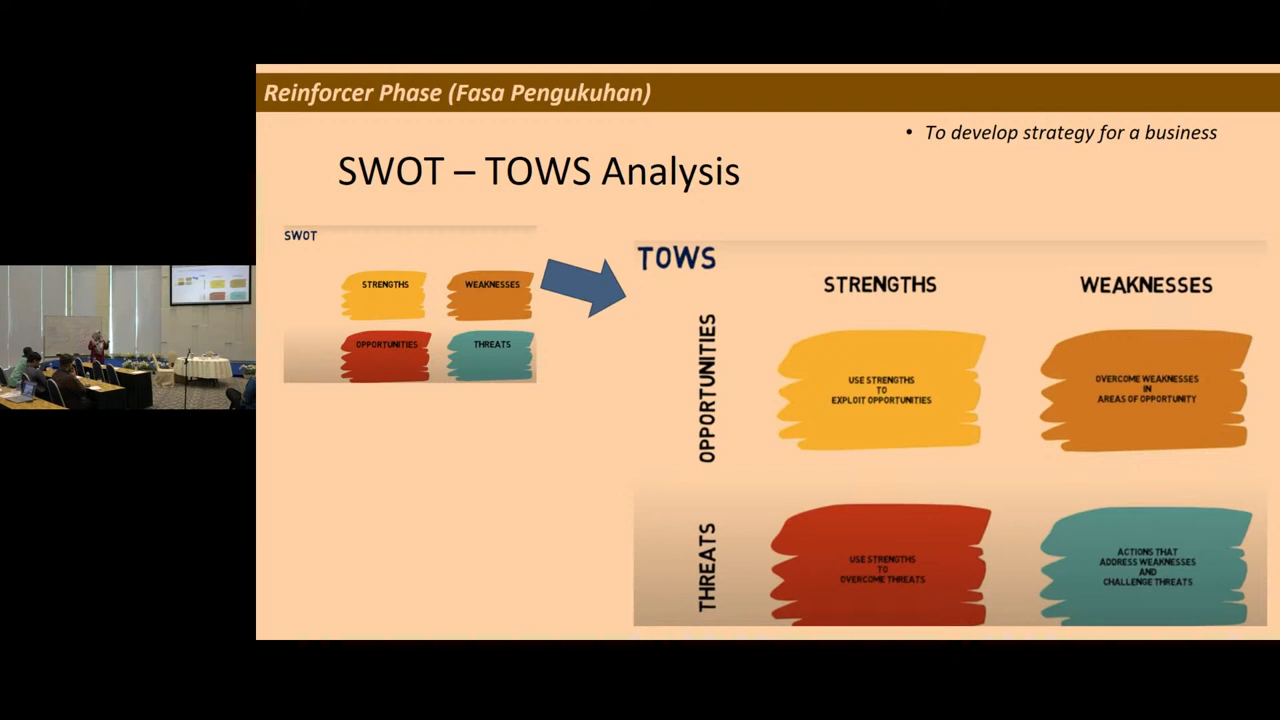 Reinforcer Phase (Fasa Pengukuhan)
• To develop strategy for a business
SWOT – TOWS Analysis
SWOT
STRENGTHS
WEAKNESSES
OPPORTUNITIES
THREATS
TOWS
STRENGTHS
WEAKNESSES
OPPORTUNITIES
USE STRENGTHS
TO
EXPLOIT OPPORTUNITIES
OVERCOME WEAKNESSES
IN
AREAS OF OPPORTUNITY
THREATS
USE STRENGTHS
TO
OVERCOME THREATS
ACTIONS THAT
ADDRESS WEAKNESSES
AND
CHALLENGE THREATS